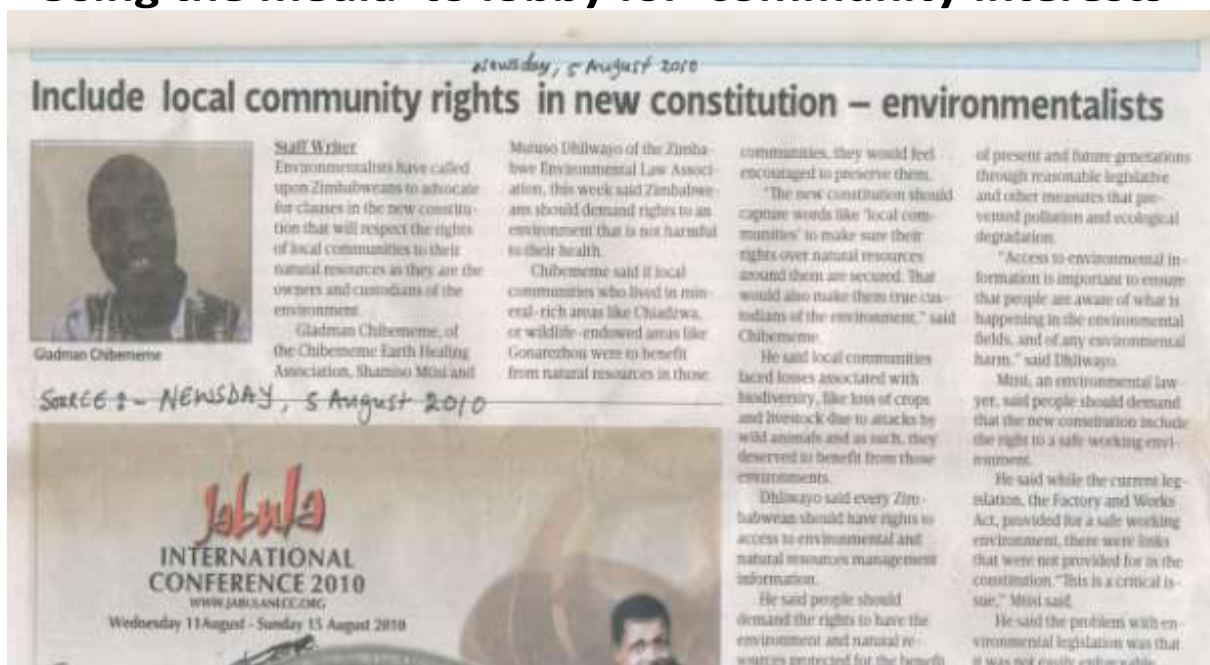 Using the media to lobby for community interests
Newsday, 5 August 2010
Include local community rights in new constitution – environmentalists
Gladman Chibememe
Staff Writer
Environmentalists have called
upon Zimbabweans to advocate
for clauses in the new constitu-
tion that will respect the rights
of local communities to their
natural resources as they are the
owners and custodians of the
environment.
Gladman Chibememe, of
the Chibememe Earth Healing
Association, Shamiso Mtisi and
Mutuso Dhliwayo of the Zimba-
bwe Environmental Law Associ-
ation, this week said Zimbabwe-
ans should demand rights to an
environment that is not harmful
to their health.
Chibememe said if local
communities who lived in min-
eral-rich areas like Chiadzwa,
or wildlife-endowed areas like
Gonarezhou were to benefit
from natural resources in those
communities, they would feel
encouraged to preserve them.
"The new constitution should
capture words like 'local com-
munities' to make sure their
rights over natural resources
around them are secured. That
would also make them true cus-
todians of the environment," said
Chibememe.
He said local communities
faced losses associated with
biodiversity, like loss of crops
and livestock due to attacks by
wild animals and as such, they
deserved to benefit from those
environments.
Dhliwayo said every Zim-
babwean should have rights to
access to environmental and
natural resources management
information.
He said people should
demand the rights to have the
environment and natural re-
sources protected for the benefit
of present and future generations
through reasonable legislative
and other measures that pre-
vented pollution and ecological
degradation.
"Access to environmental in-
formation is important to ensure
that people are aware of what is
happening in the environmental
fields, and of any environmental
harm," said Dhliwayo.
Mtisi, an environmental law-
yer, said people should demand
that the new constitution include
the right to a safe working envi-
ronment.
He said while the current leg-
islation, the Factory and Works
Act, provided for a safe working
environment, there were links
that were not provided for in the
constitution. "This is a critical is-
sue," Mtisi said.
He said the problem with en-
vironmental legislation was that
it was not easily enforceable
SOURCE :- NEWSDAY, 5 August 2010
Jabula
INTERNATIONAL
CONFERENCE 2010
WWW.JABULANLCC.ORG
Wednesday 11 August - Sunday 15 August 2010